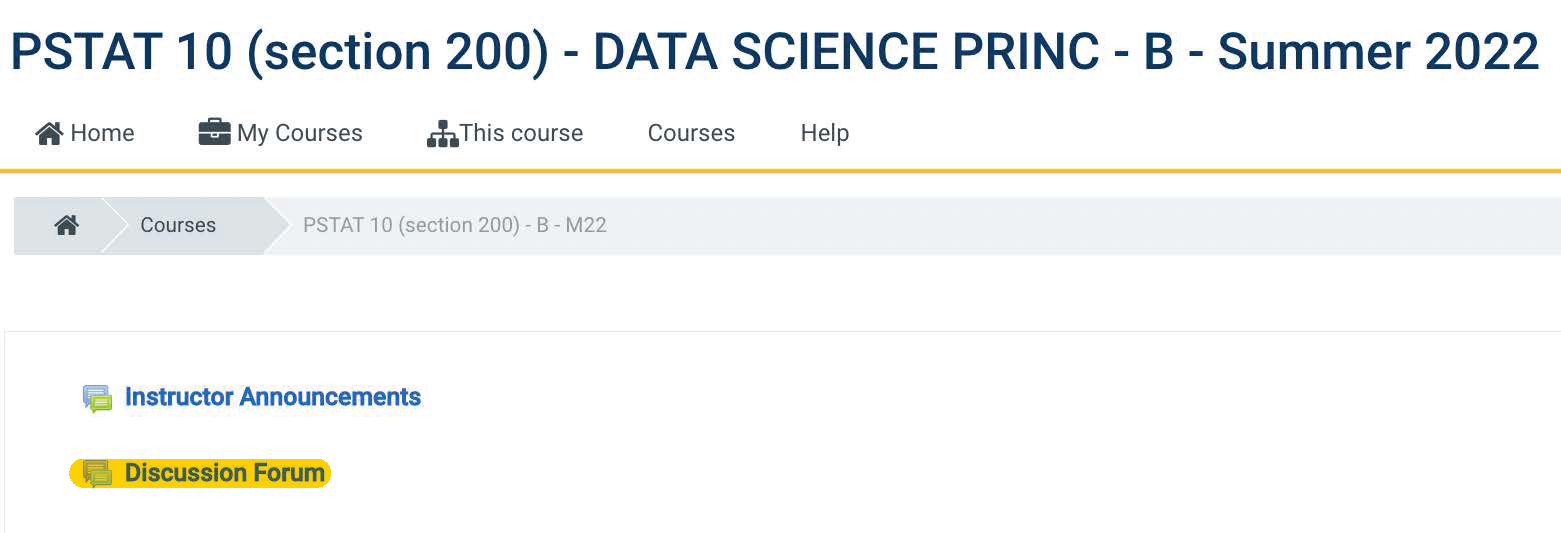 PSTAT 10 (section 200) - DATA SCIENCE PRINC - B - Summer 2022
Home My Courses This course Courses Help
Courses PSTAT 10 (section 200) - B - M22
Instructor Announcements
Discussion Forum